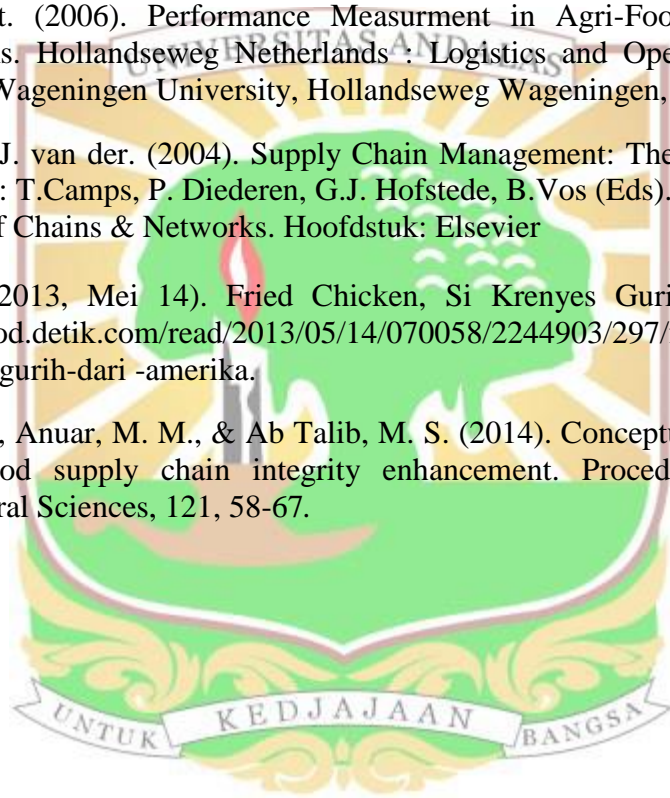 t. (2006). Performance Measurment in Agri-Foo
s. Hollandseweg Netherlands : Logistics and Ope
Wageningen University, Hollandseweg Wageningen,
J. van der. (2004). Supply Chain Management: The
: T.Camps, P. Diederen, G.J. Hofstede, B.Vos (Eds).
f Chains & Networks. Hoofdstuk: Elsevier
2013, Mei 14). Fried Chicken, Si Krenyes Guri
od.detik.com/read/2013/05/14/070058/2244903/297/
gurih-dari -amerika.
, Anuar, M. M., & Ab Talib, M. S. (2014). Conceptu
od supply chain integrity enhancement. Proced
ral Sciences, 121, 58-67.
UNIVERSITAS ANDALAS
UNTUK KEDJAJAAN BANGSA